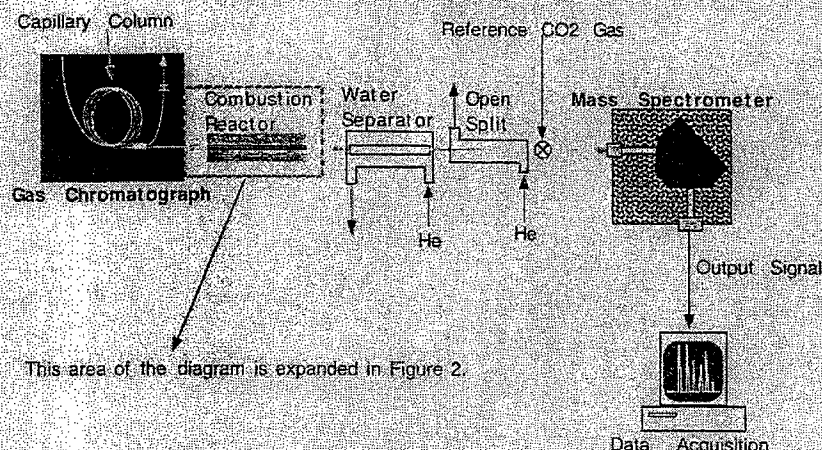 Capillary Column
Reference CO2 Gas
Combustion
Reactor
Water
Separator
Open
Split
Mass Spectrometer
Gas Chromatograph
He
He
Output Signal
This area of the diagram is expanded in Figure 2.
Data Acquisition